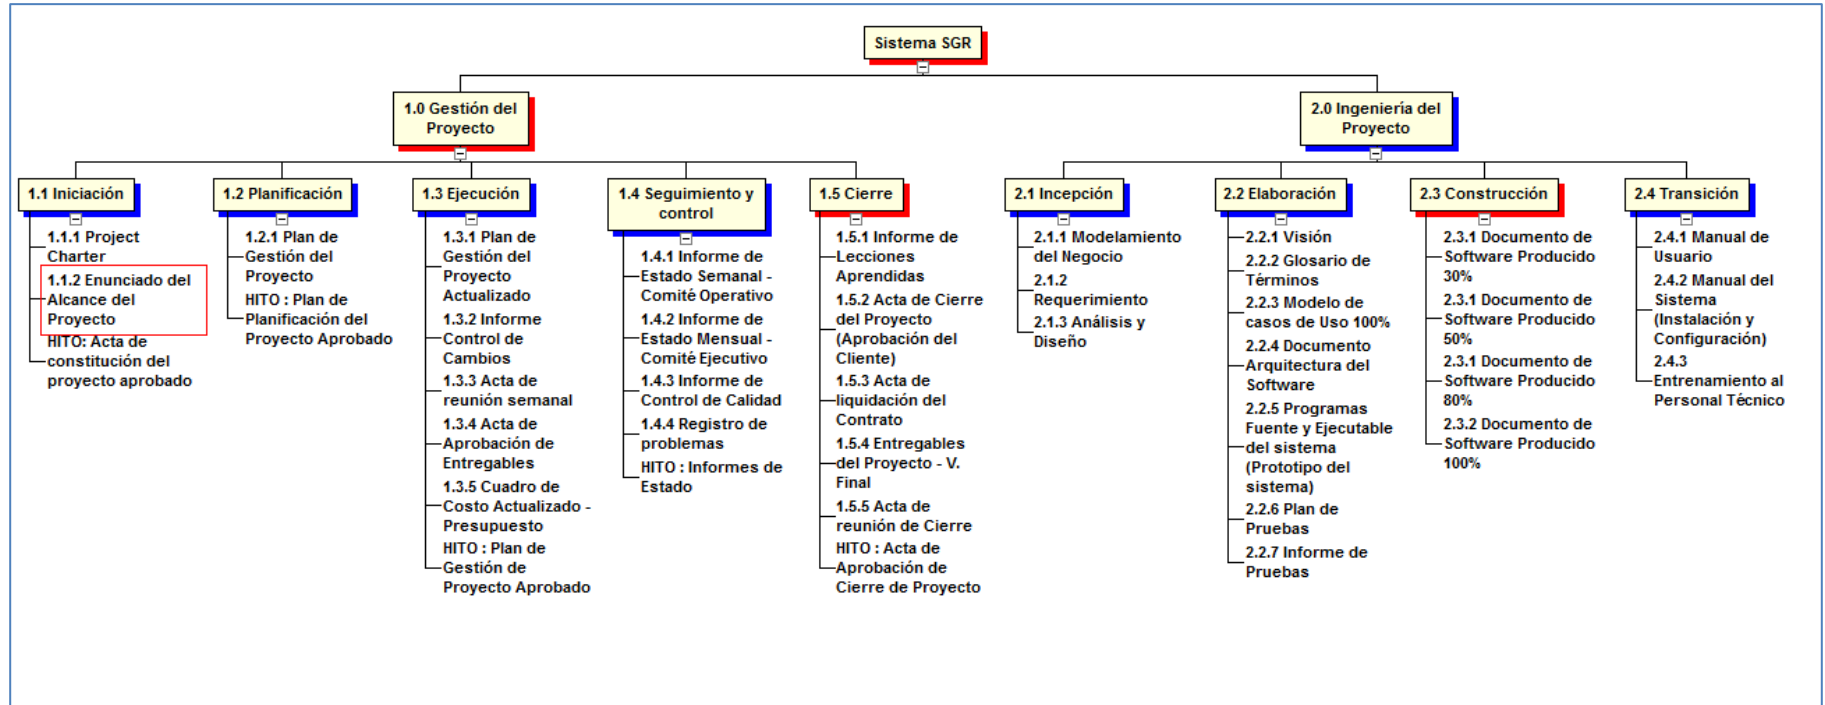 Sistema SGR
1.0 Gestión del
Proyecto
2.0 Ingeniería del
Proyecto
1.1 Iniciación
1.1.1 Project
Charter
1.1.2 Enunciado del
Alcance del
Proyecto
HITO: Acta de
constitución del
proyecto aprobado
1.2 Planificación
1.2.1 Plan de
Gestión del
Proyecto
HITO : Plan de
Planificación del
Proyecto Aprobado
1.3 Ejecución
1.3.1 Plan de
Gestión del
Proyecto
Actualizado
1.3.2 Informe
Control de
Cambios
1.3.3 Acta de
reunión semanal
1.3.4 Acta de
Aprobación de
Entregables
1.3.5 Cuadro de
Costo Actualizado -
Presupuesto
HITO : Plan de
Gestión de
Proyecto Aprobado
1.4 Seguimiento y
control
1.4.1 Informe de
Estado Semanal -
Comité Operativo
1.4.2 Informe de
Estado Mensual -
Comité Ejecutivo
1.4.3 Informe de
Control de Calidad
1.4.4 Registro de
problemas
HITO : Informes de
Estado
1.5 Cierre
1.5.1 Informe de
Lecciones
Aprendidas
1.5.2 Acta de Cierre
del Proyecto
(Aprobación del
Cliente)
1.5.3 Acta de
liquidación del
Contrato
1.5.4 Entregables
del Proyecto - V.
Final
1.5.5 Acta de
reunión de Cierre
HITO : Acta de
Aprobación de
Cierre de Proyecto
2.1 Incepción
2.1.1 Modelamiento
del Negocio
2.1.2
Requerimiento
2.1.3 Análisis y
Diseño
2.2 Elaboración
2.2.1 Visión
2.2.2 Glosario de
Términos
2.2.3 Modelo de
casos de Uso 100%
2.2.4 Documento
Arquitectura del
Software
2.2.5 Programas
Fuente y Ejecutable
del sistema
(Prototipo del
sistema)
2.2.6 Plan de
Pruebas
2.2.7 Informe de
Pruebas
2.3 Construcción
2.3.1 Documento de
Software Producido
30%
2.3.1 Documento de
Software Producido
50%
2.3.1 Documento de
Software Producido
80%
2.3.2 Documento de
Software Producido
100%
2.4 Transición
2.4.1 Manual de
Usuario
2.4.2 Manual del
Sistema
(Instalación y
Configuración)
2.4.3
Entrenamiento al
Personal Técnico